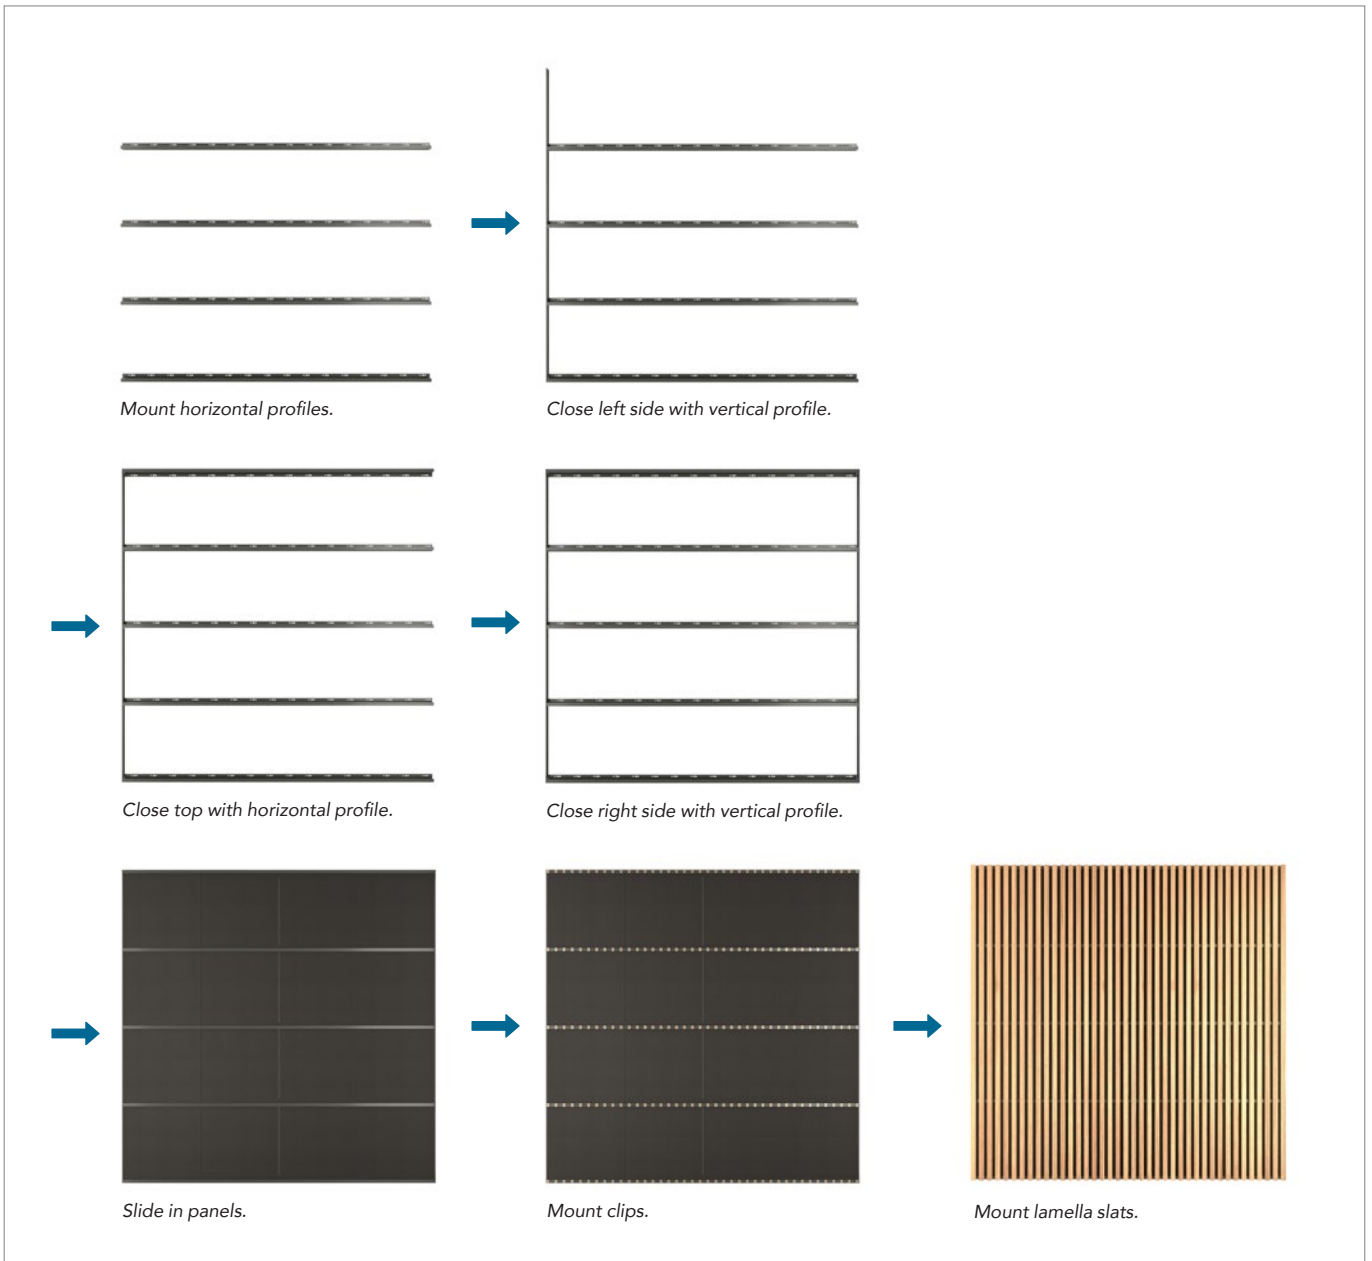 Mount horizontal profiles.
Close left side with vertical profile.
Close top with horizontal profile.
Close right side with vertical profile.
Slide in panels.
Mount clips.
Mount lamella slats.